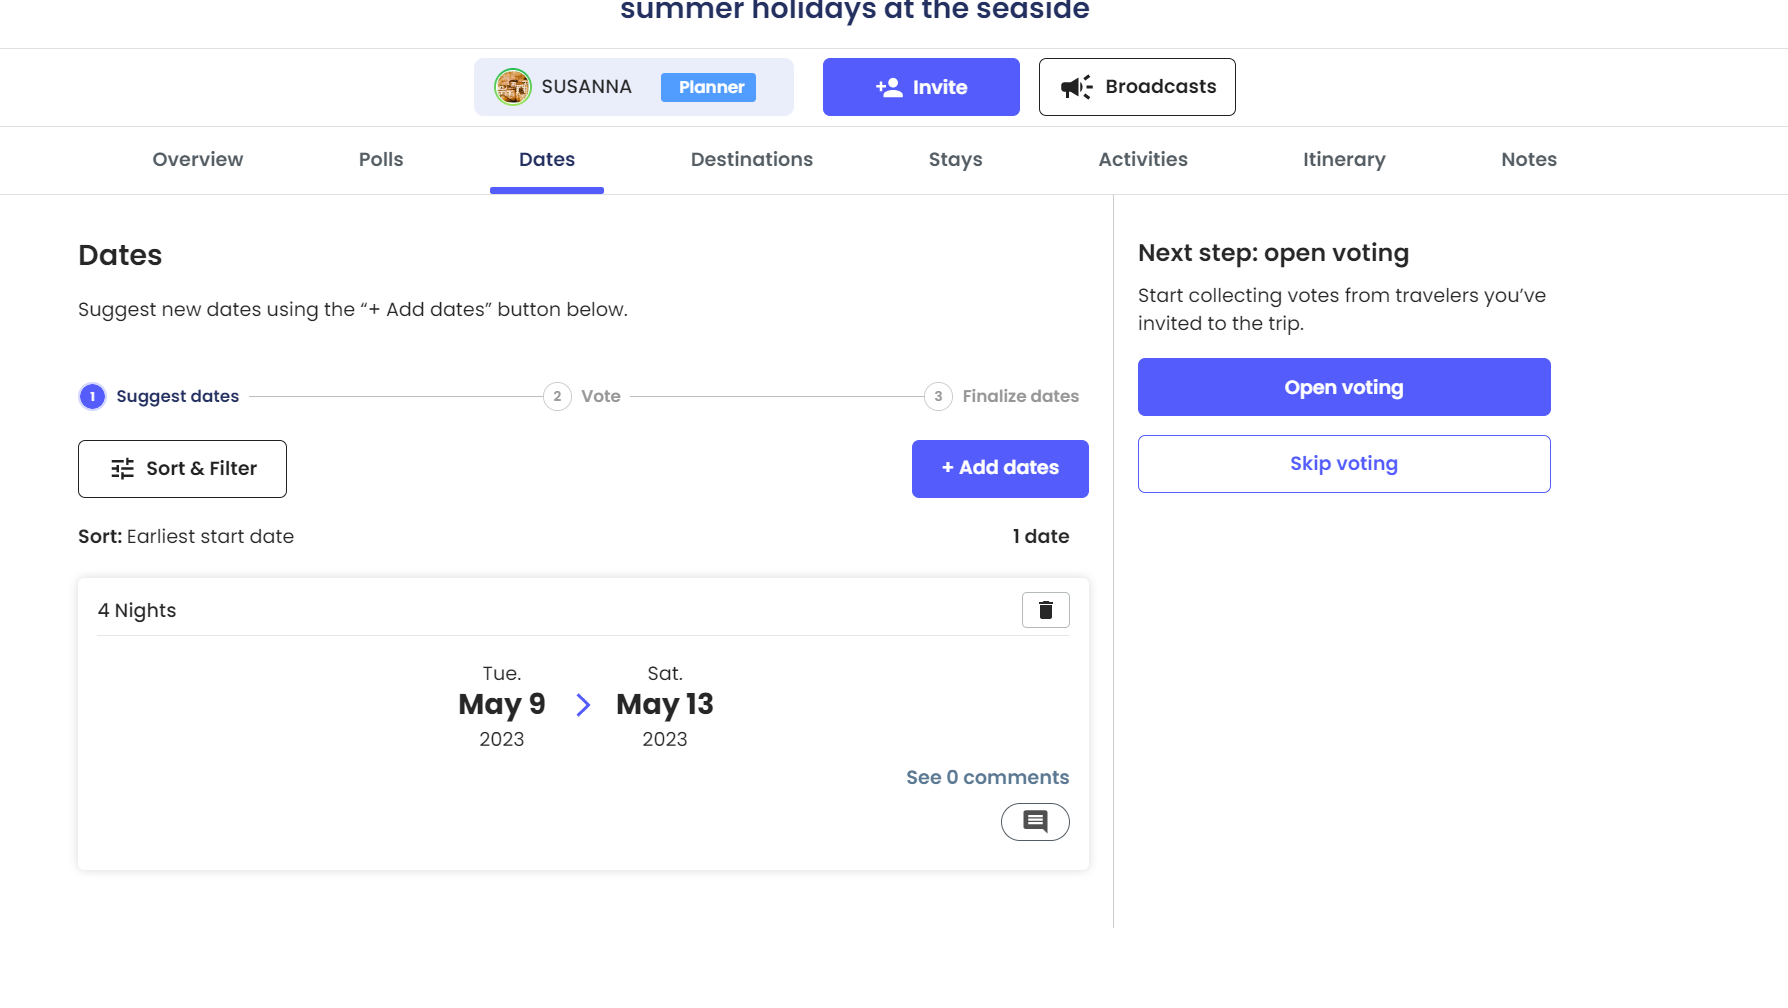 summer holidays at the seaside
SUSANNA
Planner
Invite
Broadcasts
Overview
Polls
Dates
Destinations
Stays
Activities
Itinerary
Notes
Dates
Suggest new dates using the “+ Add dates” button below.
1
Suggest dates
2
Vote
3
Finalize dates
Sort & Filter
+ Add dates
Sort: Earliest start date
1 date
4 Nights
Tue.
May 9
2023
Sat.
May 13
2023
See 0 comments
Next step: open voting
Start collecting votes from travelers you’ve
invited to the trip.
Open voting
Skip voting